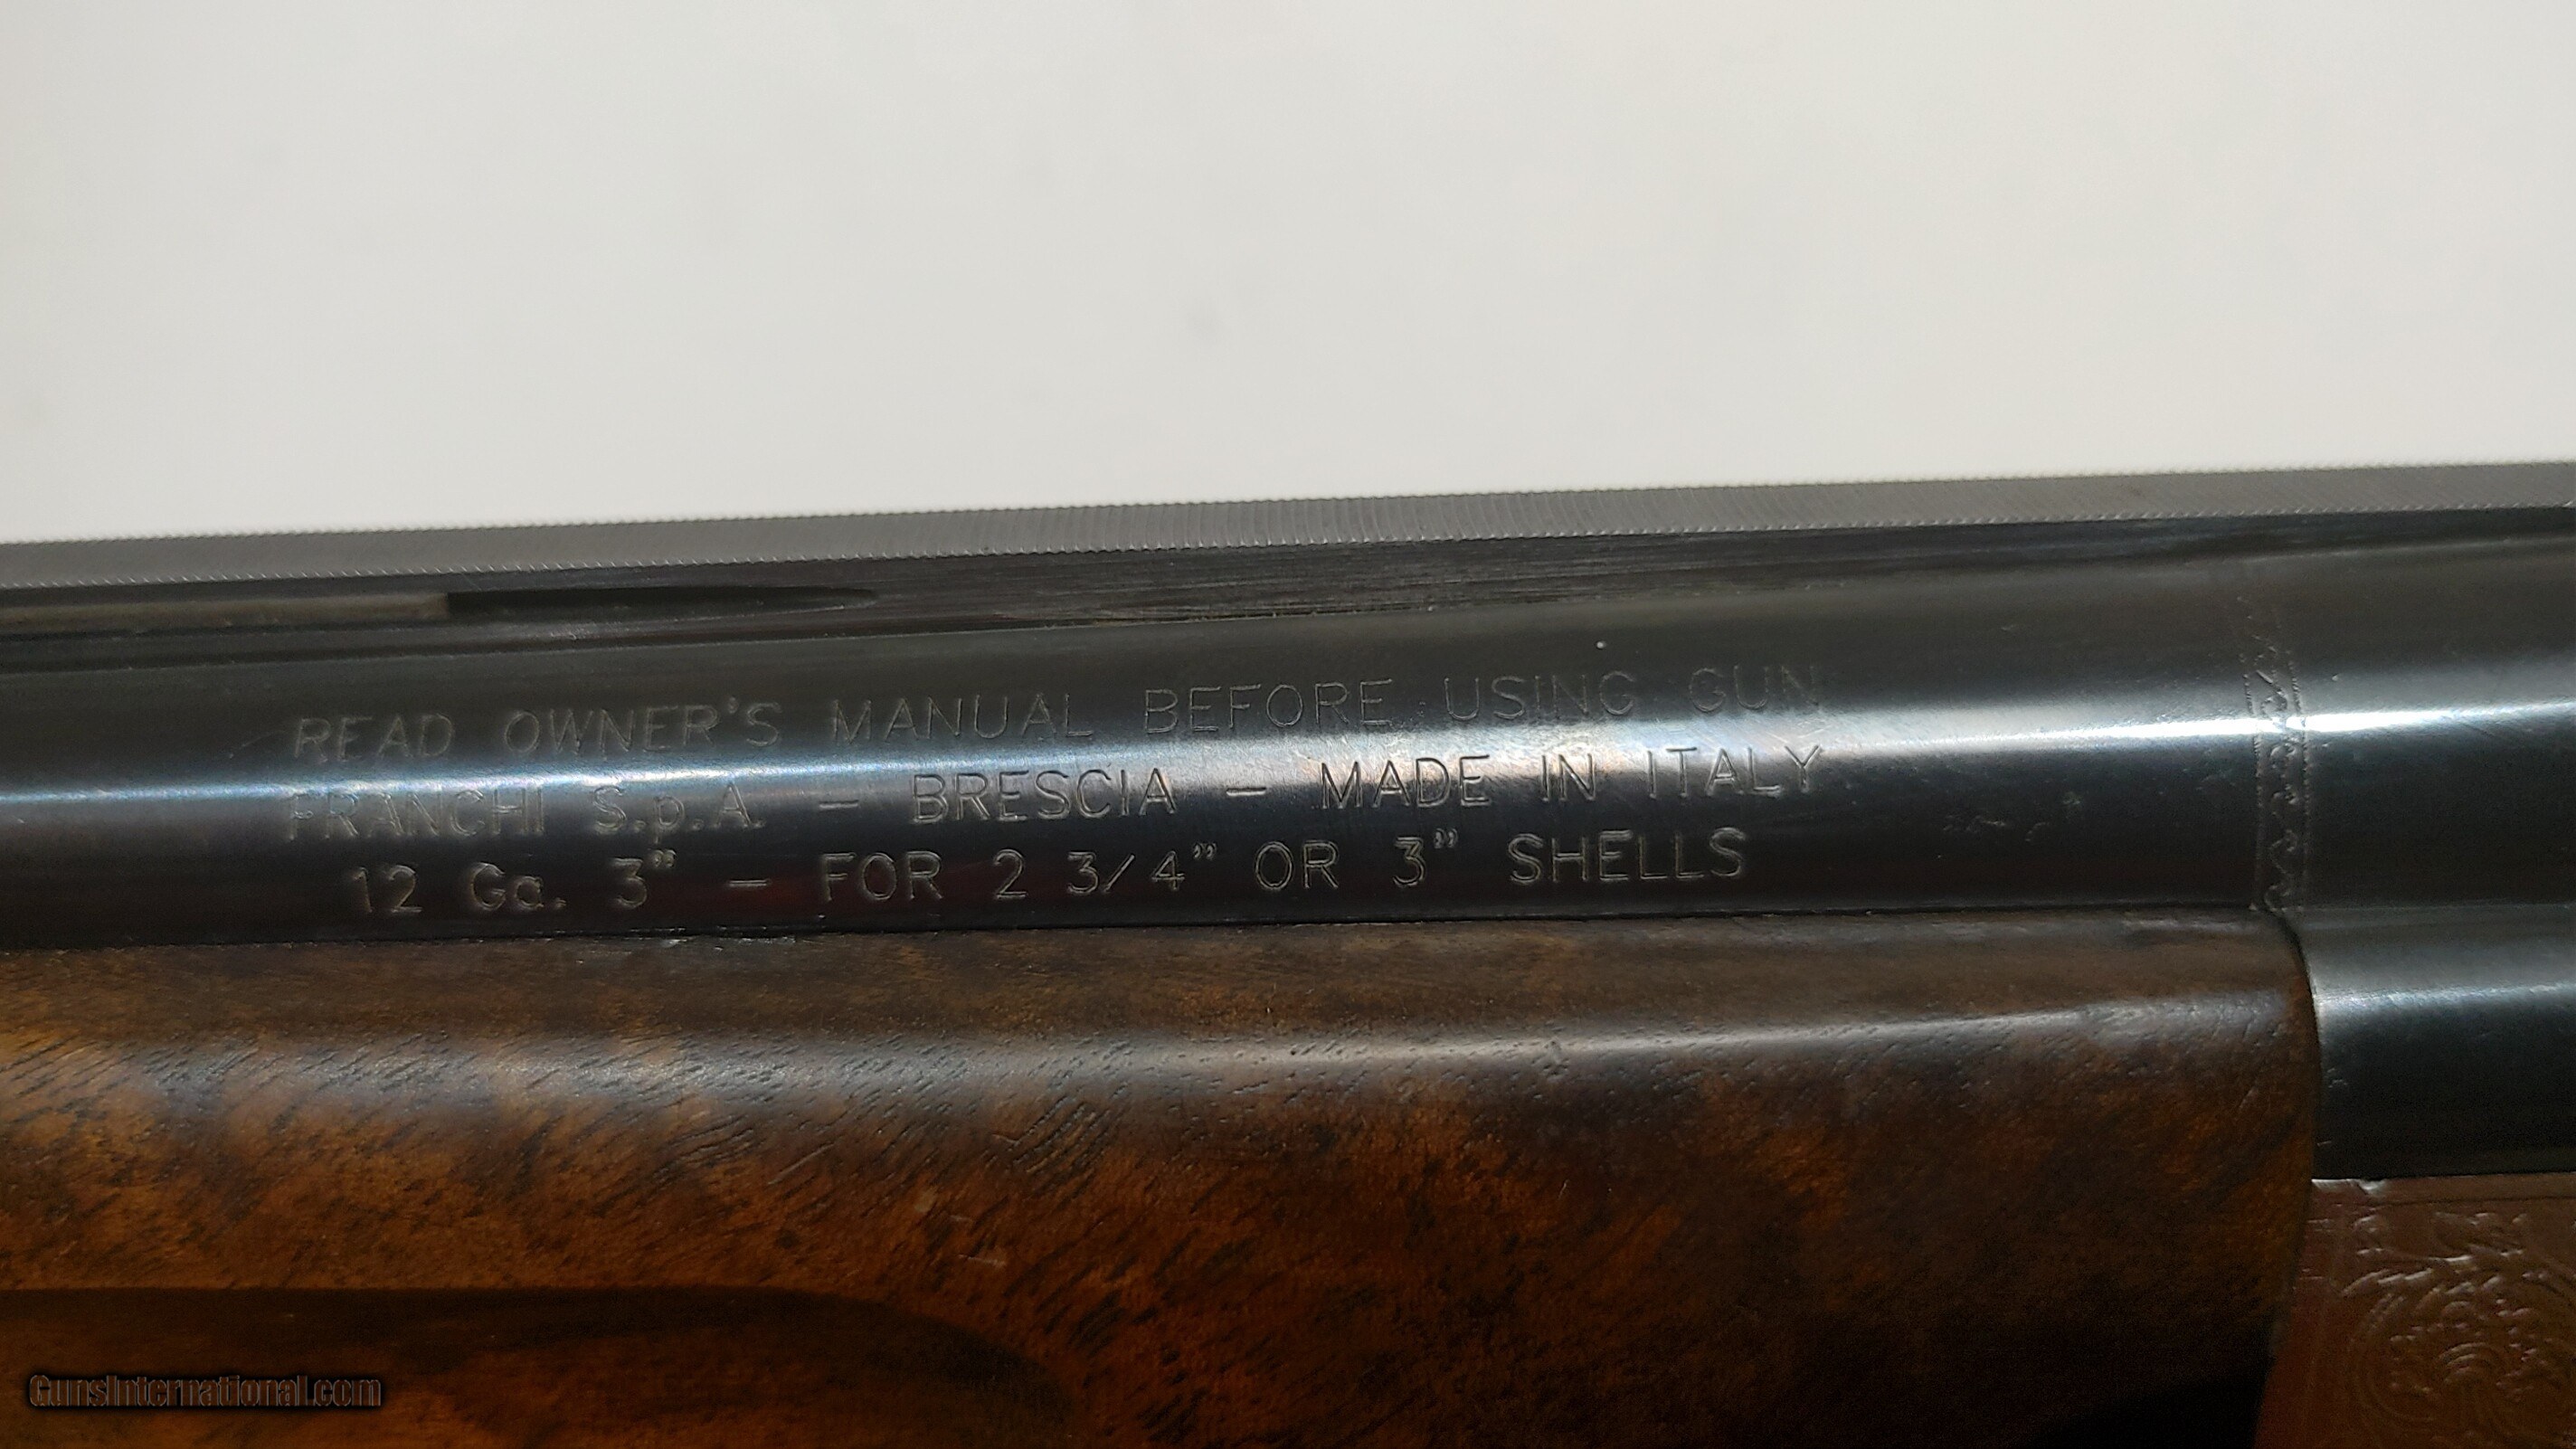 READ OWNER'S MANUAL BEFORE USING GUN
FRANCHI S.p.A. - BRESCIA - MADE IN ITALY
12 Ga. 3" - FOR 2 3/4" OR 3" SHELLS
GunsInternational.com